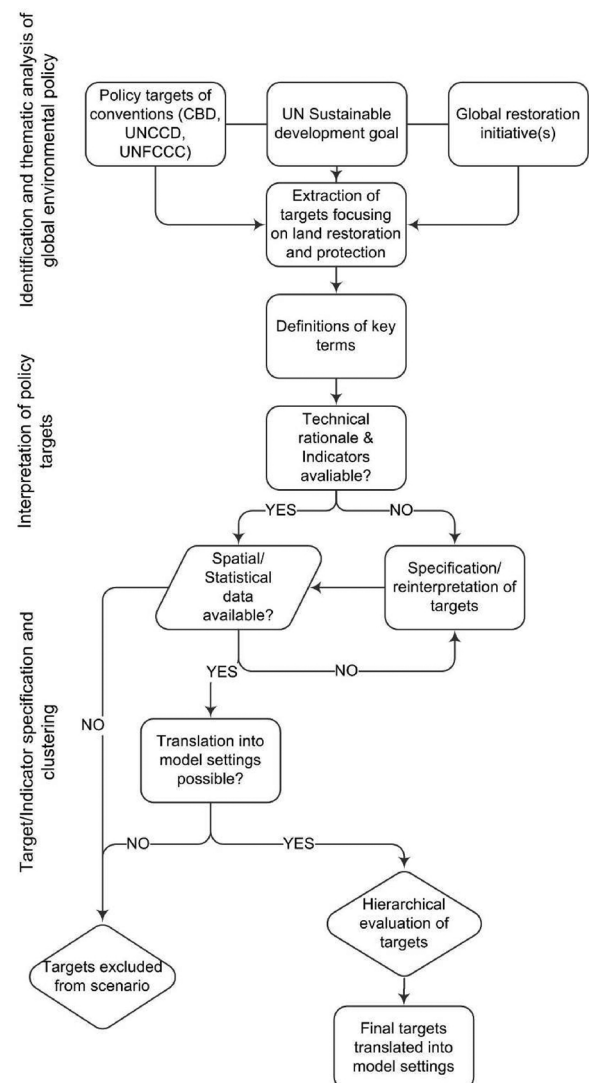 Identification and thematic analysis of
global environmental policy
Policy targets of
conventions (CBD,
UNCCD,
UNFCCC)
UN Sustainable
development goal
Global restoration
initiative(s)
Extraction of
targets focusing
on land restoration
and protection
Definitions of key
terms
Interpretation of policy
targets
Technical
rationale &
Indicators
avaliable?
YES
NO
Spatial/
Statistical
data
available?
Specification/
reinterpretation of
targets
NO
YES
Target/Indicator specification and
clustering
NO
Translation into
model settings
possible?
NO
YES
Hierarchical
evaluation of
targets
Targets excluded
from scenario
Final targets
translated into
model settings